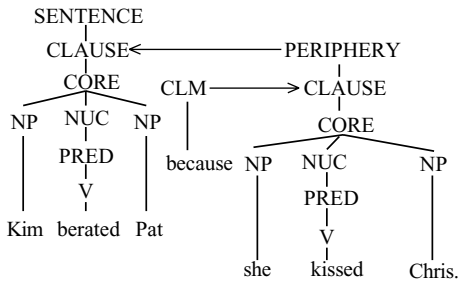 SENTENCE
CLAUSE PERIPHERY
CORE CLM CLAUSE
NP NUC NP CORE
PRED because NP NUC NP
V PRED
Kim berated Pat V
she kissed Chris.